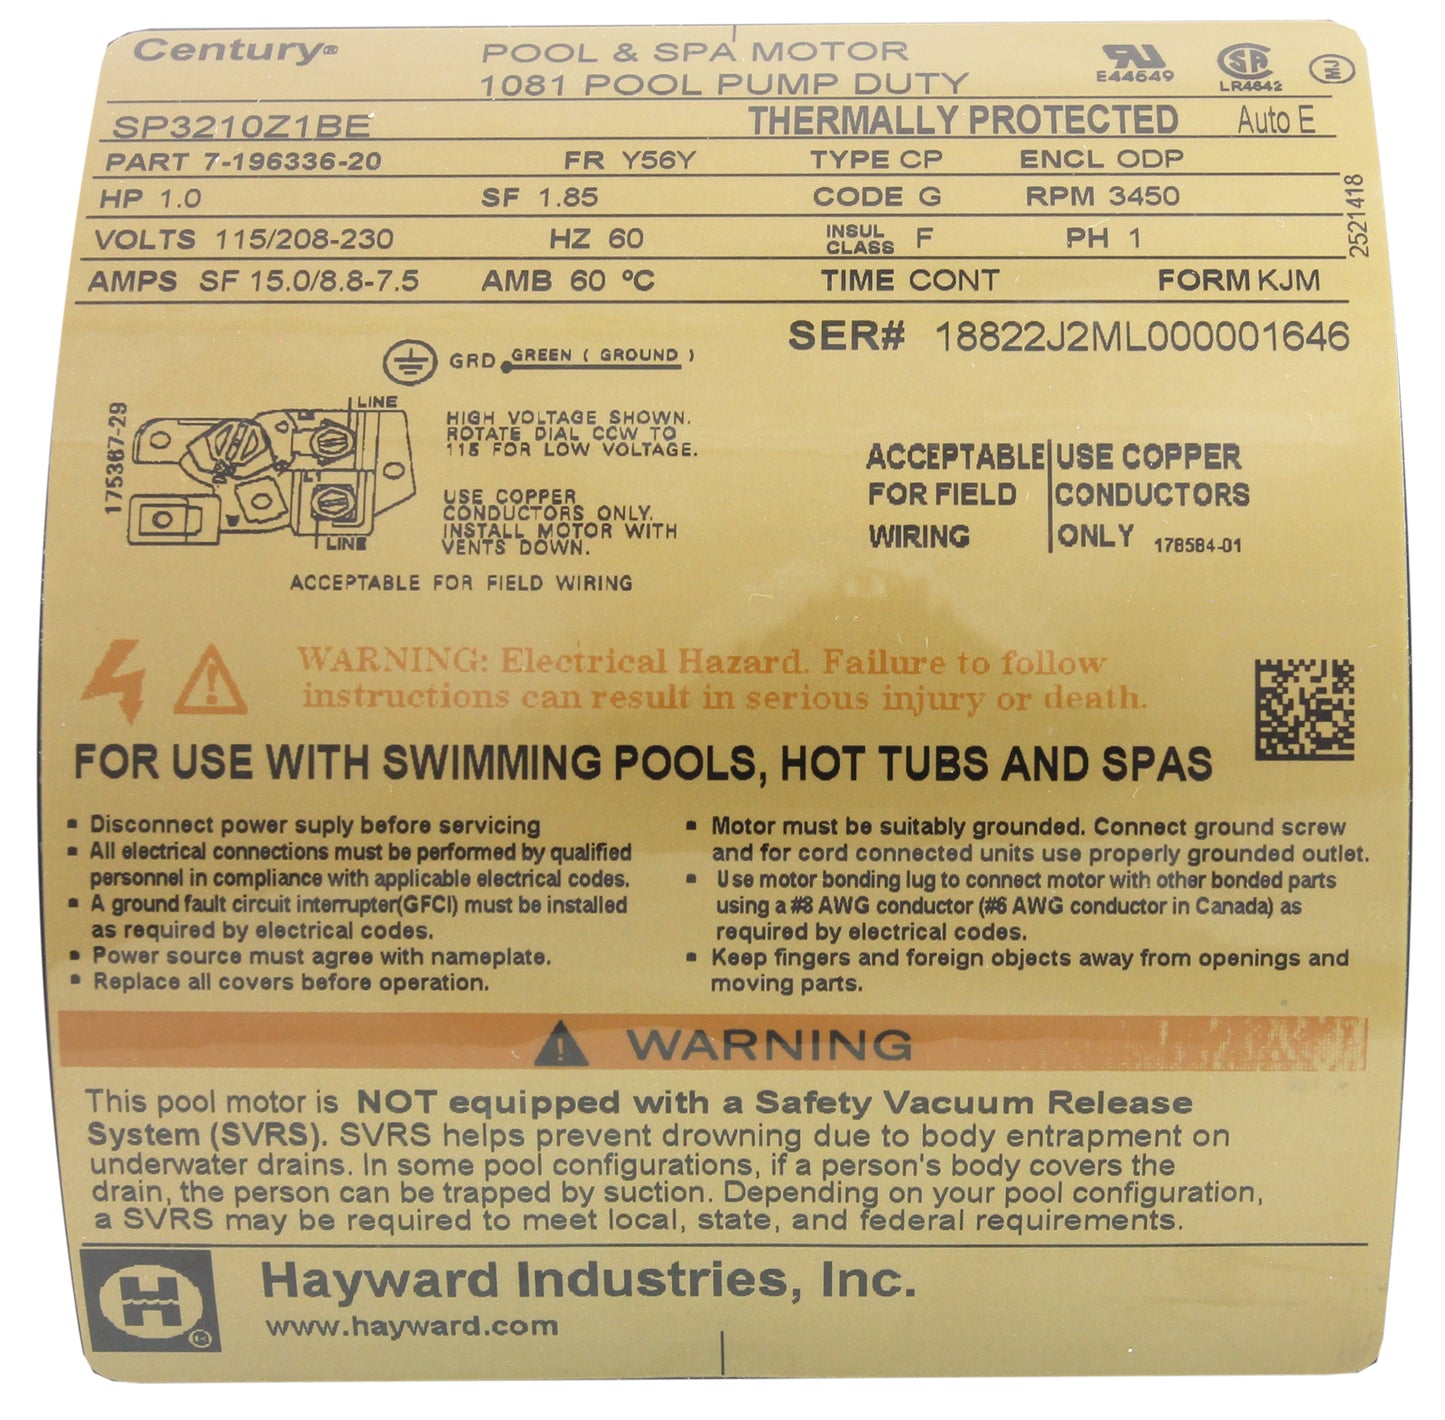 Century®
POOL & SPA MOTOR
1081 POOL PUMP DUTY
E44649
SA
LR4642
MJ
SP3210Z1BE THERMALLY PROTECTED Auto E
PART 7-196336-20 FR Y56Y TYPE CP ENCL ODP
HP 1.0 SF 1.85 CODE G RPM 3450
VOLTS 115/208-230 HZ 60 INSUL CLASS F PH 1
AMPS SF 15.0/8.8-7.5 AMB 60 °C TIME CONT FORM KJM
2521418
SER# 18822J2ML000001646
GRD GREEN ( GROUND )
175367-29
LINE
L1
LINE
HIGH VOLTAGE SHOWN.
ROTATE DIAL CCW TO
115 FOR LOW VOLTAGE.
USE COPPER
CONDUCTORS ONLY.
INSTALL MOTOR WITH
VENTS DOWN.
ACCEPTABLE FOR FIELD WIRING
ACCEPTABLE USE COPPER
FOR FIELD CONDUCTORS
WIRING ONLY 178584-01
WARNING: Electrical Hazard. Failure to follow
instructions can result in serious injury or death.
FOR USE WITH SWIMMING POOLS, HOT TUBS AND SPAS
▪ Disconnect power suply before servicing
▪ All electrical connections must be performed by qualified
personnel in compliance with applicable electrical codes.
▪ A ground fault circuit interrupter(GFCI) must be installed
as required by electrical codes.
▪ Power source must agree with nameplate.
▪ Replace all covers before operation.
▪ Motor must be suitably grounded. Connect ground screw
and for cord connected units use properly grounded outlet.
▪ Use motor bonding lug to connect motor with other bonded parts
using a #8 AWG conductor (#6 AWG conductor in Canada) as
required by electrical codes.
▪ Keep fingers and foreign objects away from openings and
moving parts.
WARNING
This pool motor is NOT equipped with a Safety Vacuum Release
System (SVRS). SVRS helps prevent drowning due to body entrapment on
underwater drains. In some pool configurations, if a person's body covers the
drain, the person can be trapped by suction. Depending on your pool configuration,
a SVRS may be required to meet local, state, and federal requirements.
H ®
Hayward Industries, Inc.
www.hayward.com